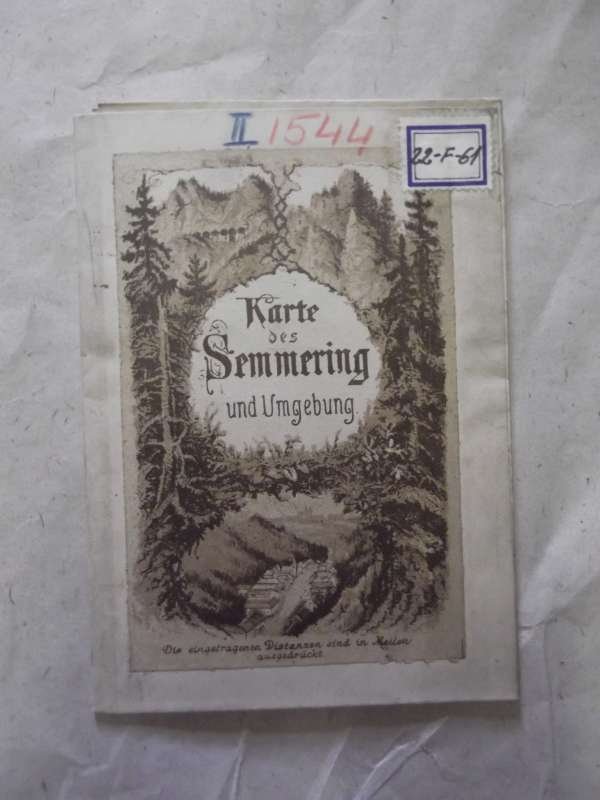 II 1544
22-F-61
Karte
des
Semmering
und Umgebung.
Die eingetragenen Distanzen sind in Meilen
ausgedrückt